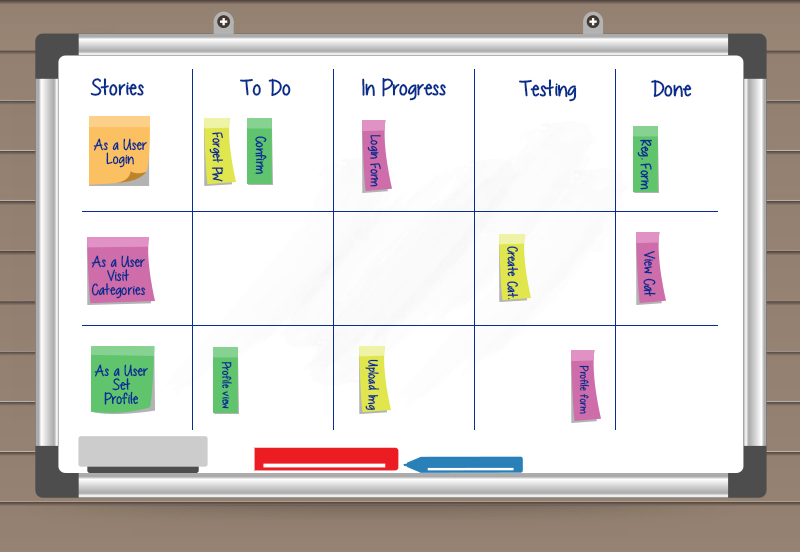 Stories
To Do
In Progress
Testing
Done
As a User
Login
Forget PW
Confirm
Login Form
Reg. Form
As a User
Visit
Categories
Create Cat.
View Cat
As a User
Set
Profile
Profile view
Upload Img
Profile form